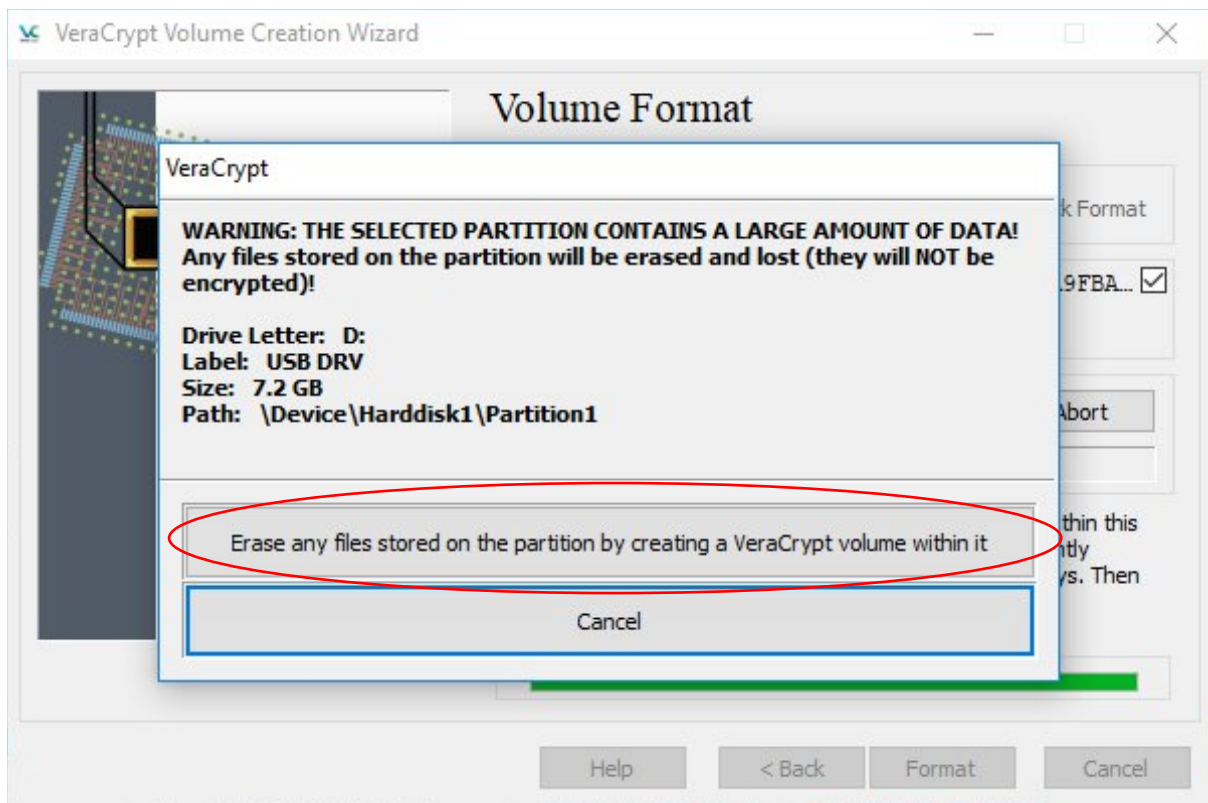 VeraCrypt Volume Creation Wizard
Volume Format
VeraCrypt
WARNING: THE SELECTED PARTITION CONTAINS A LARGE AMOUNT OF DATA!
Any files stored on the partition will be erased and lost (they will NOT be
encrypted)!
Drive Letter: D:
Label: USB DRV
Size: 7.2 GB
Path: \Device\Harddisk1\Partition1
Erase any files stored on the partition by creating a VeraCrypt volume within it
Cancel
Format
9FBA...
Abort
this
ys. Then
Help
< Back
Format
Cancel